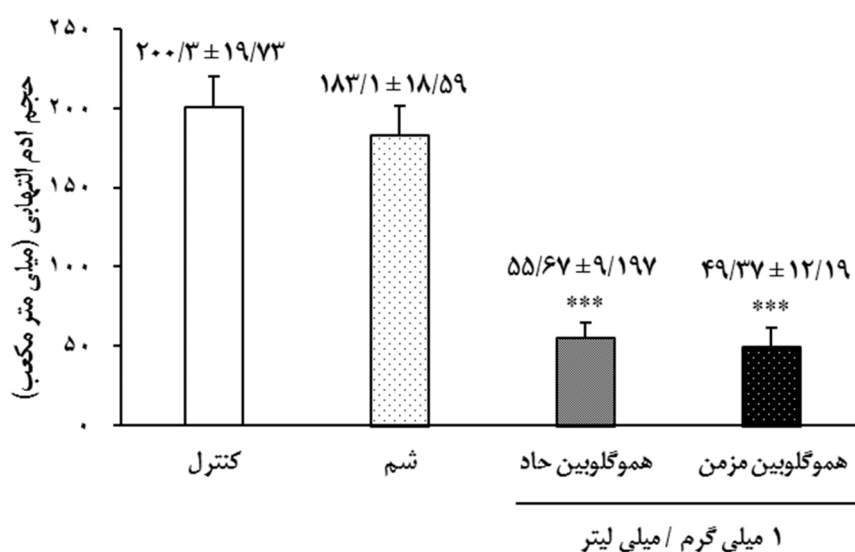 حجم ادم التهابی (میلی متر مکعب)
۲۵۰
۲۰۰
۱۵۰
۱۰۰
۵۰
۰
۲۰۰/۳ ± ۱۹/۷۳
۱۸۳/۱ ± ۱۸/۵۹
۵۵/۶۷ ± ۹/۱۹۷
***
۴۹/۳۷ ± ۱۲/۱۹
***
کنترل
شم
هموگلوبین حاد
هموگلوبین مزمن
۱ میلی گرم / میلی لیتر